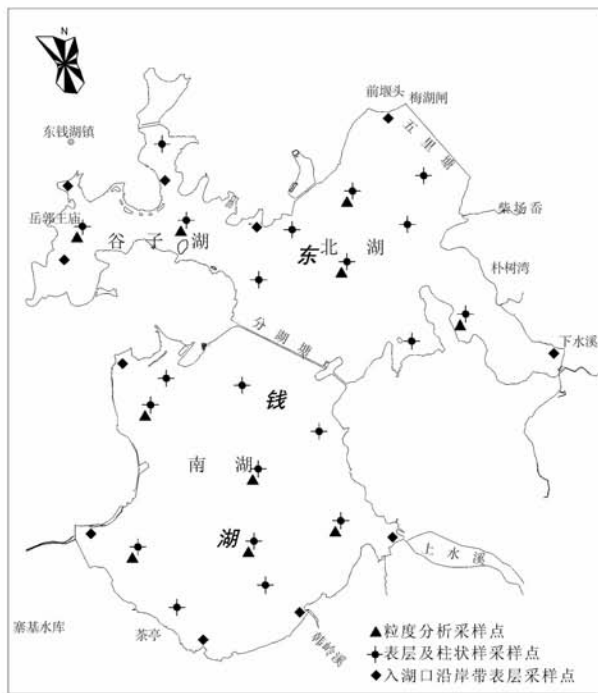 N
前堰头
梅湖闸
五里塘
东钱湖镇
柴场岙
岳鄞王庙
谷子湖
东
北湖
朴树湾
分湖塘
下水溪
钱
南湖
湖
上水溪
寨基水库
茶亭
韩岭溪
▲粒度分析采样点
表层及柱状样采样点
◆入湖口沿岸带表层采样点